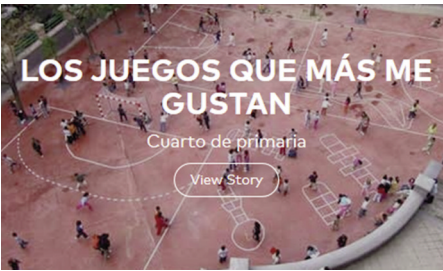 LOS JUEGOS QUE MÁS ME
GUSTAN
Cuarto de primaria
View Story